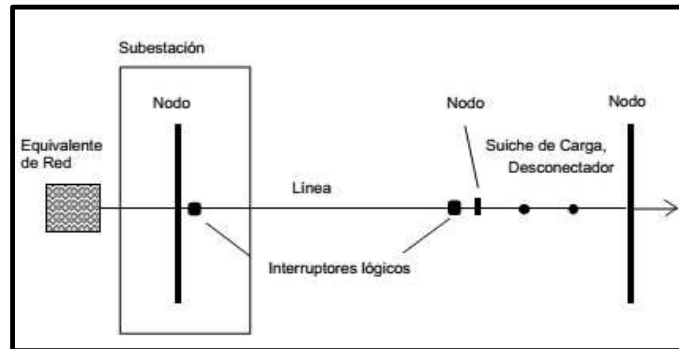 Subestación
Nodo
Nodo
Nodo
Equivalente
de Red
Suiche de Carga,
Desconectador
Línea
Interruptores lógicos